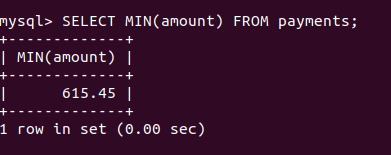 mysql> SELECT MIN(amount) FROM payments;
+-------------+
| MIN(amount) |
+-------------+
|      615.45 |
+-------------+
1 row in set (0.00 sec)